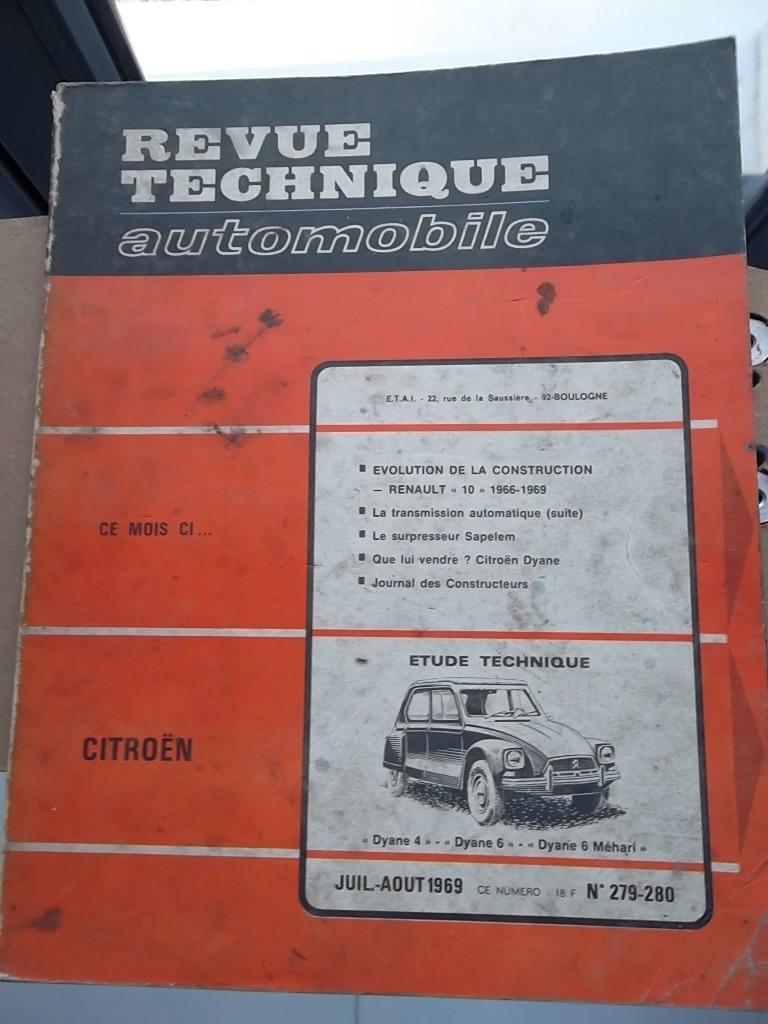 REVUE
TECHNIQUE
automobile
E.T.A.I. - 22, rue de la Saussière - 92-BOULOGNE
CE MOIS CI...
■ EVOLUTION DE LA CONSTRUCTION
— RENAULT « 10 » 1966-1969
■ La transmission automatique (suite)
■ Le surpresseur Sapelem
■ Que lui vendre ? Citroën Dyane
■ Journal des Constructeurs
CITROËN
ETUDE TECHNIQUE
« Dyane 4 » - « Dyane 6 » - « Dyane 6 Méhari »
JUIL.-AOUT 1969 CE NUMERO 18 F N° 279-280